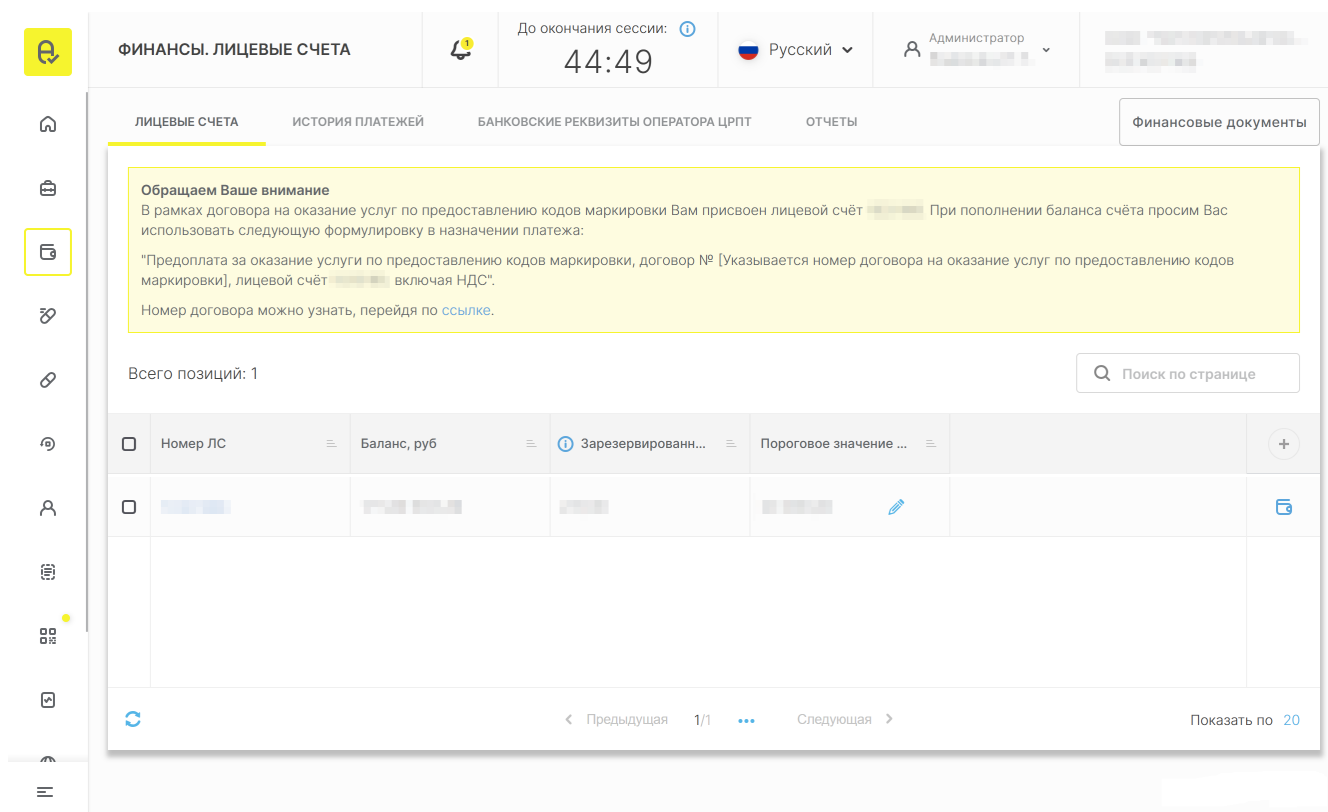 ФИНАНСЫ. ЛИЦЕВЫЕ СЧЕТА
1
До окончания сессии:
44:49
Русский
Администратор
ЛИЦЕВЫЕ СЧЕТА
ИСТОРИЯ ПЛАТЕЖЕЙ
БАНКОВСКИЕ РЕКВИЗИТЫ ОПЕРАТОРА ЦРПТ
ОТЧЕТЫ
Финансовые документы
Обращаем Ваше внимание
В рамках договора на оказание услуг по предоставлению кодов маркировки Вам присвоен лицевой счёт При пополнении баланса счёта просим Вас
использовать следующую формулировку в назначении платежа:
"Предоплата за оказание услуги по предоставлению кодов маркировки, договор № [Указывается номер договора на оказание услуг по предоставлению кодов
маркировки], лицевой счёт включая НДС".
Номер договора можно узнать, перейдя по ссылке.
Всего позиций: 1
Поиск по странице
Номер ЛС
Баланс, руб
Зарезервированн...
Пороговое значение ...
Предыдущая
1/1
Следующая
Показать по 20